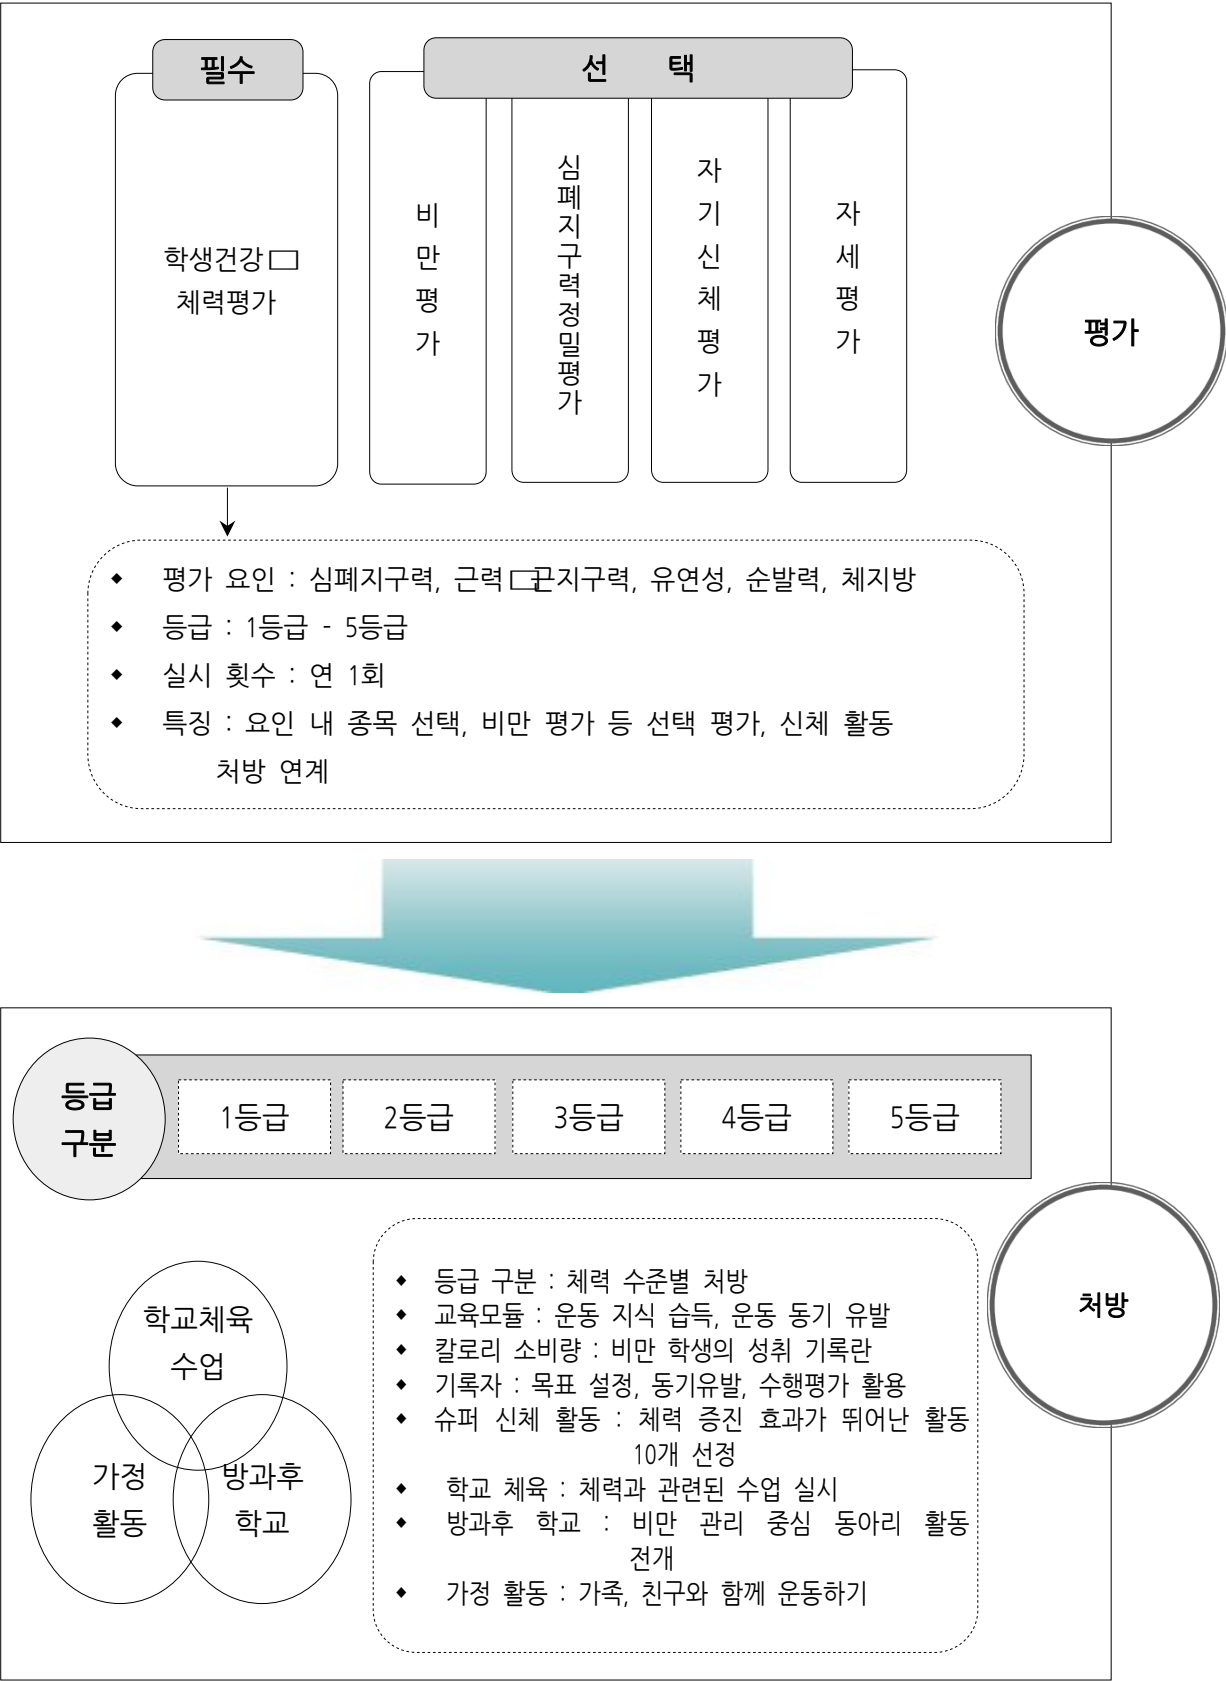 필수
선 택
학생건강□
체력평가
비만평가
심폐지구력정밀평가
자기신체평가
자세평가
평가
◆ 평가 요인 : 심폐지구력, 근력□근지구력, 유연성, 순발력, 체지방
◆ 등급 : 1등급 - 5등급
◆ 실시 횟수 : 연 1회
◆ 특징 : 요인 내 종목 선택, 비만 평가 등 선택 평가, 신체 활동
처방 연계
등급
구분
1등급
2등급
3등급
4등급
5등급
학교체육
수업
가정
활동
방과후
학교
◆ 등급 구분 : 체력 수준별 처방
◆ 교육모듈 : 운동 지식 습득, 운동 동기 유발
◆ 칼로리 소비량 : 비만 학생의 성취 기록란
◆ 기록자 : 목표 설정, 동기유발, 수행평가 활용
◆ 슈퍼 신체 활동 : 체력 증진 효과가 뛰어난 활동
10개 선정
◆ 학교 체육 : 체력과 관련된 수업 실시
◆ 방과후 학교 : 비만 관리 중심 동아리 활동
전개
◆ 가정 활동 : 가족, 친구와 함께 운동하기
처방